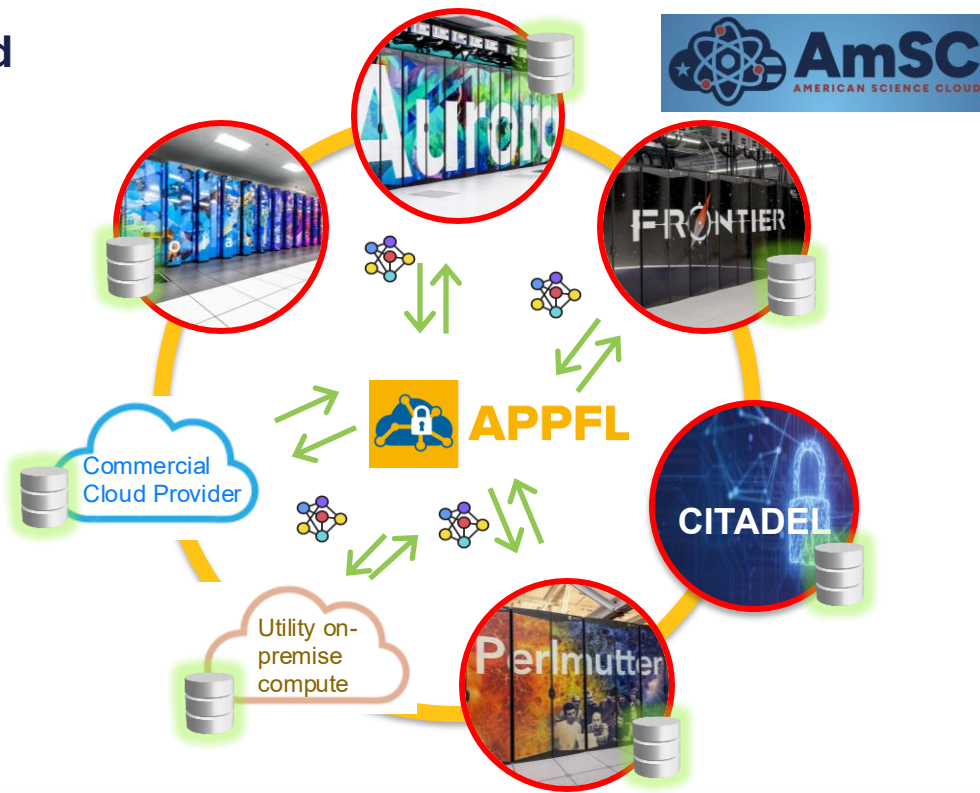 d
AmSC
AMERICAN SCIENCE CLOUD
Aurora
FRONTIER
APPFL
Commercial
Cloud Provider
CITADEL
Utility on-
premise
compute
Perlmutter